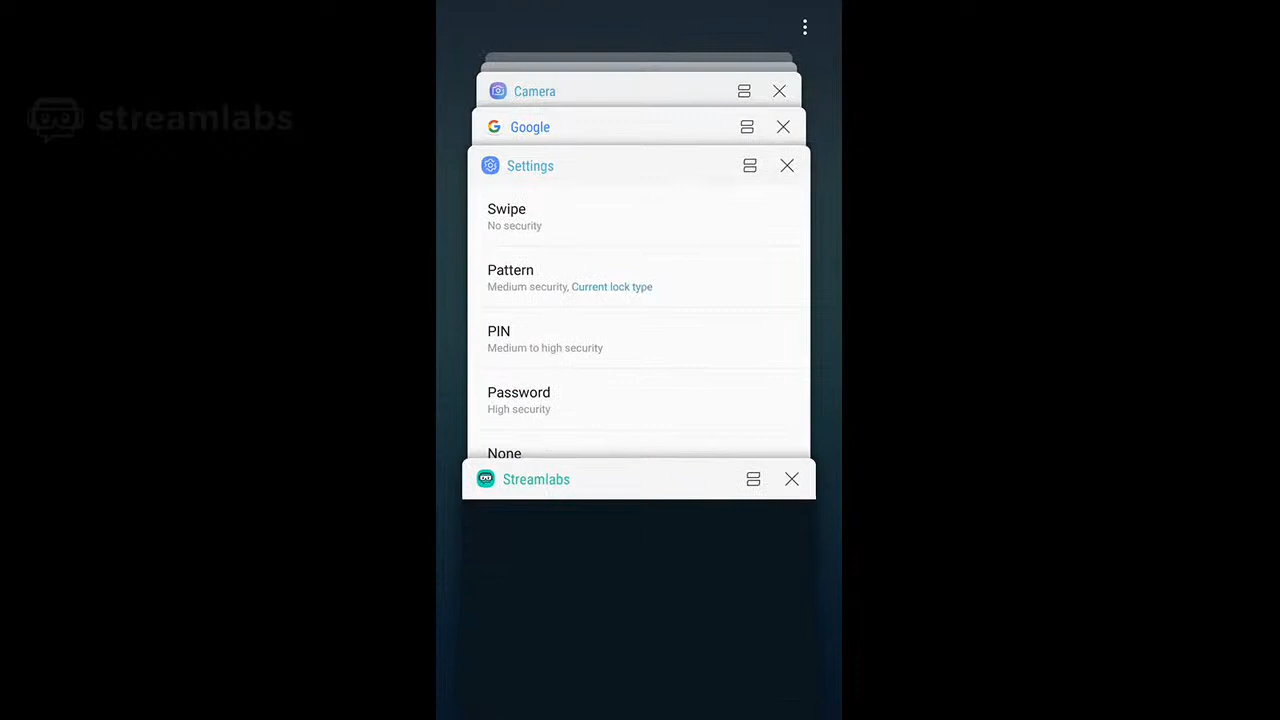 streamlabs
Camera
Google
Settings
Swipe
No security
Pattern
Medium security, Current lock type
PIN
Medium to high security
Password
High security
None
Streamlabs